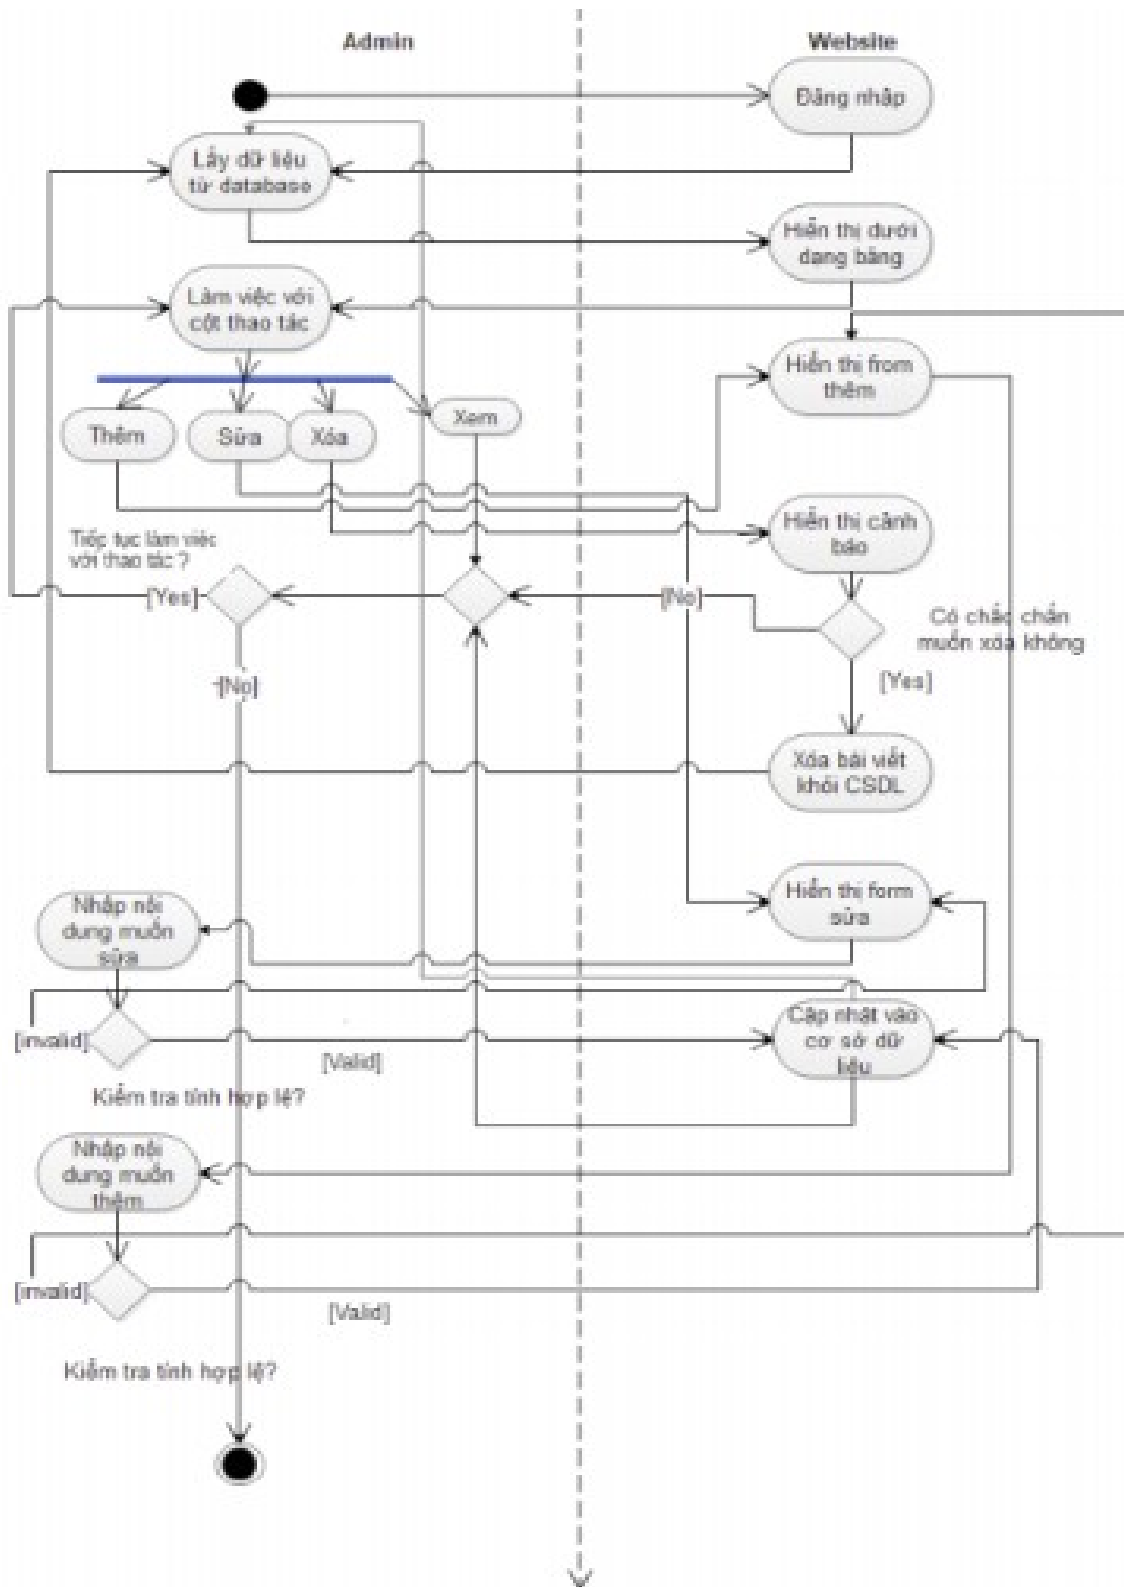 Admin
Website
Đăng nhập
Lấy dữ liệu
từ database
Hiển thị dưới
dạng bảng
Làm việc với
cột thao tác
Hiển thị from
thêm
Thêm
Sửa
Xóa
Xem
Hiển thị cảnh
báo
Tiếp tục làm việc
với thao tác ?
[Yes]
[No]
Có chắc chắn
muốn xóa không
[No]
[Yes]
Xóa bài viết
khỏi CSDL
Nhập nội
dung muốn
sửa
Hiển thị form
sửa
[invalid]
[Valid]
Cập nhật vào
cơ sở dữ
liệu
Kiểm tra tính hợp lệ?
Nhập nội
dung muốn
thêm
[invalid]
[Valid]
Kiểm tra tính hợp lệ?